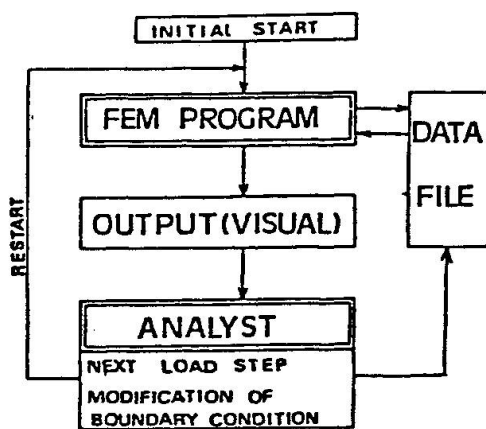 INITIAL START
FEM PROGRAM
DATA
FILE
OUTPUT(VISUAL)
RESTART
ANALYST
NEXT LOAD STEP
MODIFICATION OF
BOUNDARY CONDITION